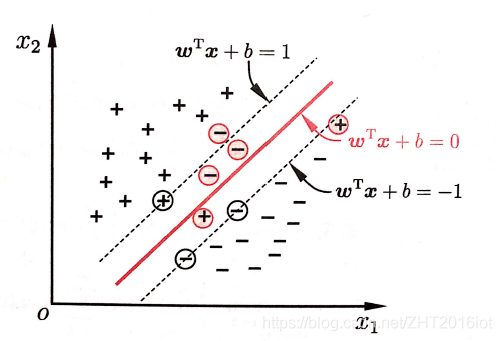 x₂
wᵀx + b = 1
wᵀx + b = 0
wᵀx + b = −1
O
x₁
https://blog.csdn.net/ZHT2016iot